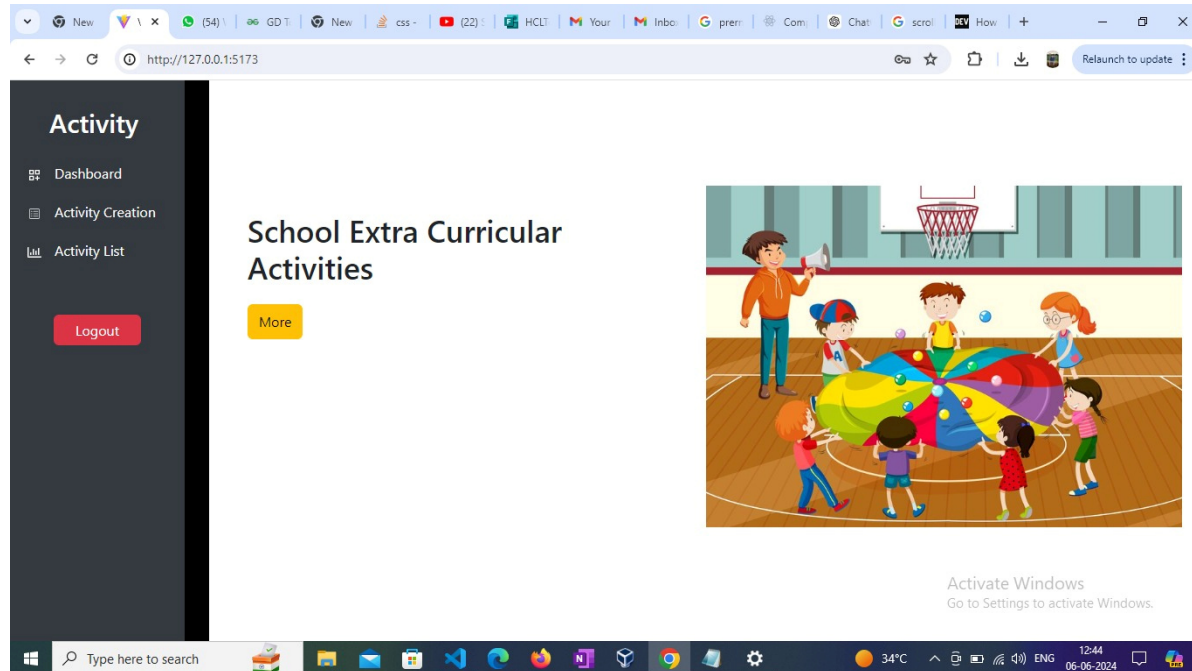 New
\
(54) \
GD T
New
css -
(22)
HCLT
Your
Inbo
prerr
Com
Chat
scrol
DEV How
http://127.0.0.1:5173
Relaunch to update
Activity
Dashboard
Activity Creation
Activity List
Logout
School Extra Curricular
Activities
More
A
Activate Windows
Go to Settings to activate Windows.
Type here to search
34°C
ENG
12:44
06-06-2024